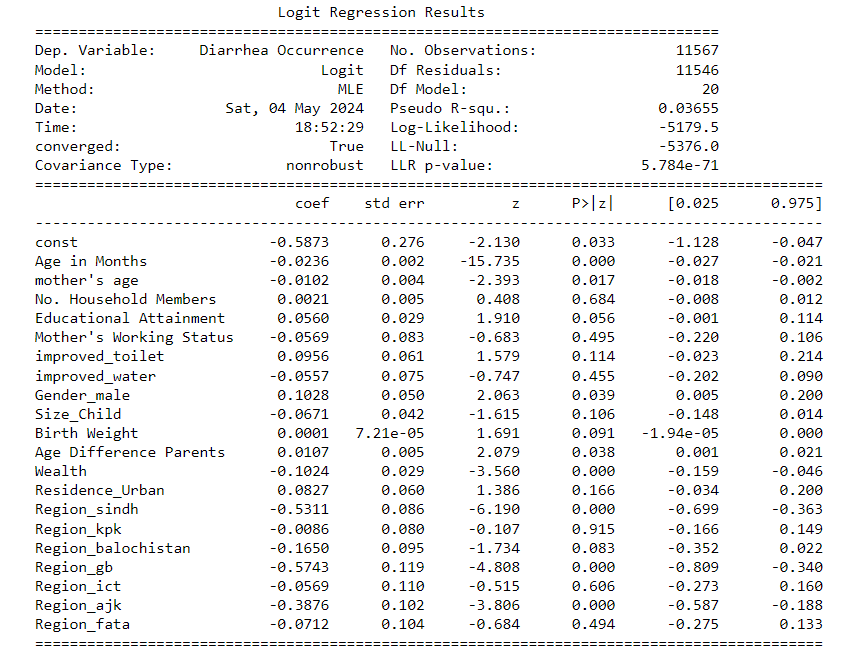 Logit Regression Results
==============================================================================
Dep. Variable: Diarrhea Occurrence No. Observations: 11567
Model: Logit Df Residuals: 11546
Method: MLE Df Model: 20
Date: Sat, 04 May 2024 Pseudo R-squ.: 0.03655
Time: 18:52:29 Log-Likelihood: -5179.5
converged: True LL-Null: -5376.0
Covariance Type: nonrobust LLR p-value: 5.784e-71
==========================================================================================
coef std err z P>|z| [0.025 0.975]
------------------------------------------------------------------------------------------
const -0.5873 0.276 -2.130 0.033 -1.128 -0.047
Age in Months -0.0236 0.002 -15.735 0.000 -0.027 -0.021
mother's age -0.0102 0.004 -2.393 0.017 -0.018 -0.002
No. Household Members 0.0021 0.005 0.408 0.684 -0.008 0.012
Educational Attainment 0.0560 0.029 1.910 0.056 -0.001 0.114
Mother's Working Status -0.0569 0.083 -0.683 0.495 -0.220 0.106
improved_toilet 0.0956 0.061 1.579 0.114 -0.023 0.214
improved_water -0.0557 0.075 -0.747 0.455 -0.202 0.090
Gender_male 0.1028 0.050 2.063 0.039 0.005 0.200
Size_Child -0.0671 0.042 -1.615 0.106 -0.148 0.014
Birth Weight 0.0001 7.21e-05 1.691 0.091 -1.94e-05 0.000
Age Difference Parents 0.0107 0.005 2.079 0.038 0.001 0.021
Wealth -0.1024 0.029 -3.560 0.000 -0.159 -0.046
Residence_Urban 0.0827 0.060 1.386 0.166 -0.034 0.200
Region_sindh -0.5311 0.086 -6.190 0.000 -0.699 -0.363
Region_kpk -0.0086 0.080 -0.107 0.915 -0.166 0.149
Region_balochistan -0.1650 0.095 -1.734 0.083 -0.352 0.022
Region_gb -0.5743 0.119 -4.808 0.000 -0.809 -0.340
Region_ict -0.0569 0.110 -0.515 0.606 -0.273 0.160
Region_ajk -0.3876 0.102 -3.806 0.000 -0.587 -0.188
Region_fata -0.0712 0.104 -0.684 0.494 -0.275 0.133
==========================================================================================